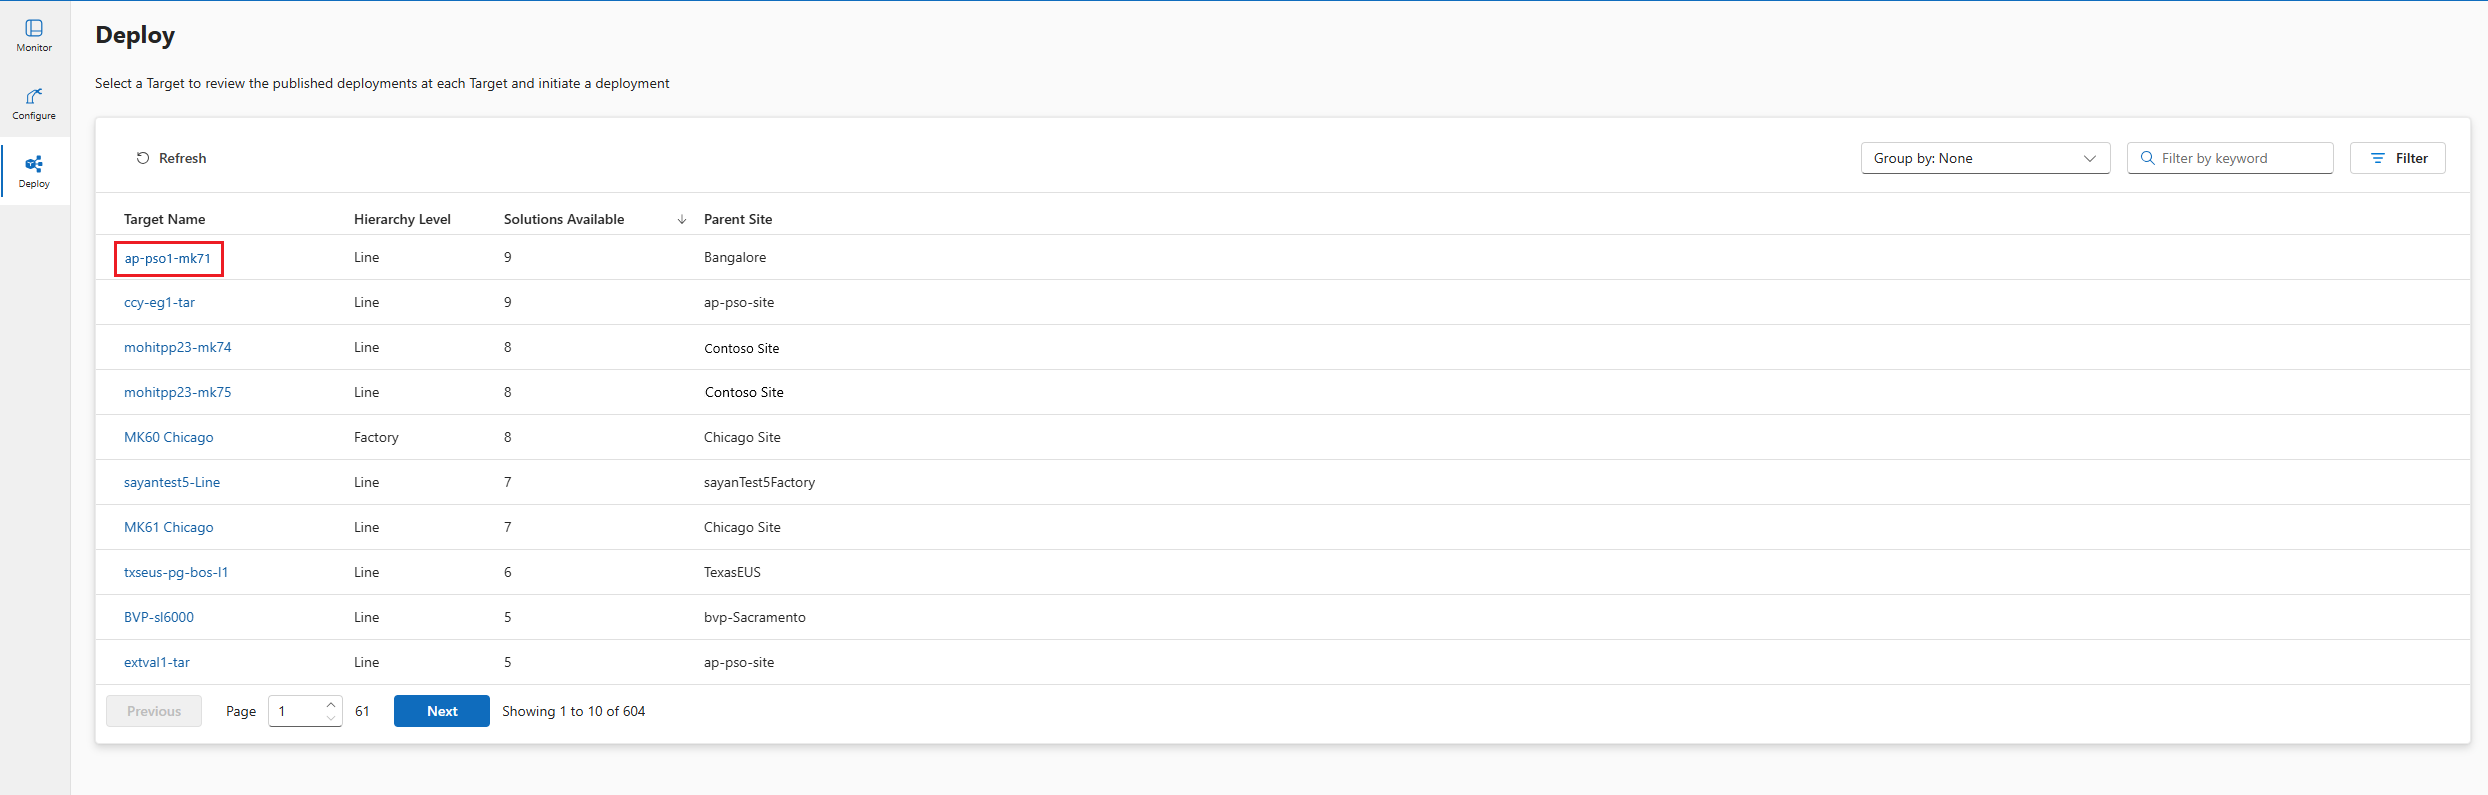 Monitor
Configure
Deploy
Deploy
Select a Target to review the published deployments at each Target and initiate a deployment
Refresh
Group by: None
Filter by keyword
Filter
Target Name Hierarchy Level Solutions Available Parent Site
ap-pso1-mk71 Line 9 Bangalore
ccy-eg1-tar Line 9 ap-pso-site
mohitpp23-mk74 Line 8 Contoso Site
mohitpp23-mk75 Line 8 Contoso Site
MK60 Chicago Factory 8 Chicago Site
sayantest5-Line Line 7 sayanTest5Factory
MK61 Chicago Line 7 Chicago Site
txseus-pg-bos-l1 Line 6 TexasEUS
BVP-sl6000 Line 5 bvp-Sacramento
extval1-tar Line 5 ap-pso-site
Previous Page 1 61 Next Showing 1 to 10 of 604